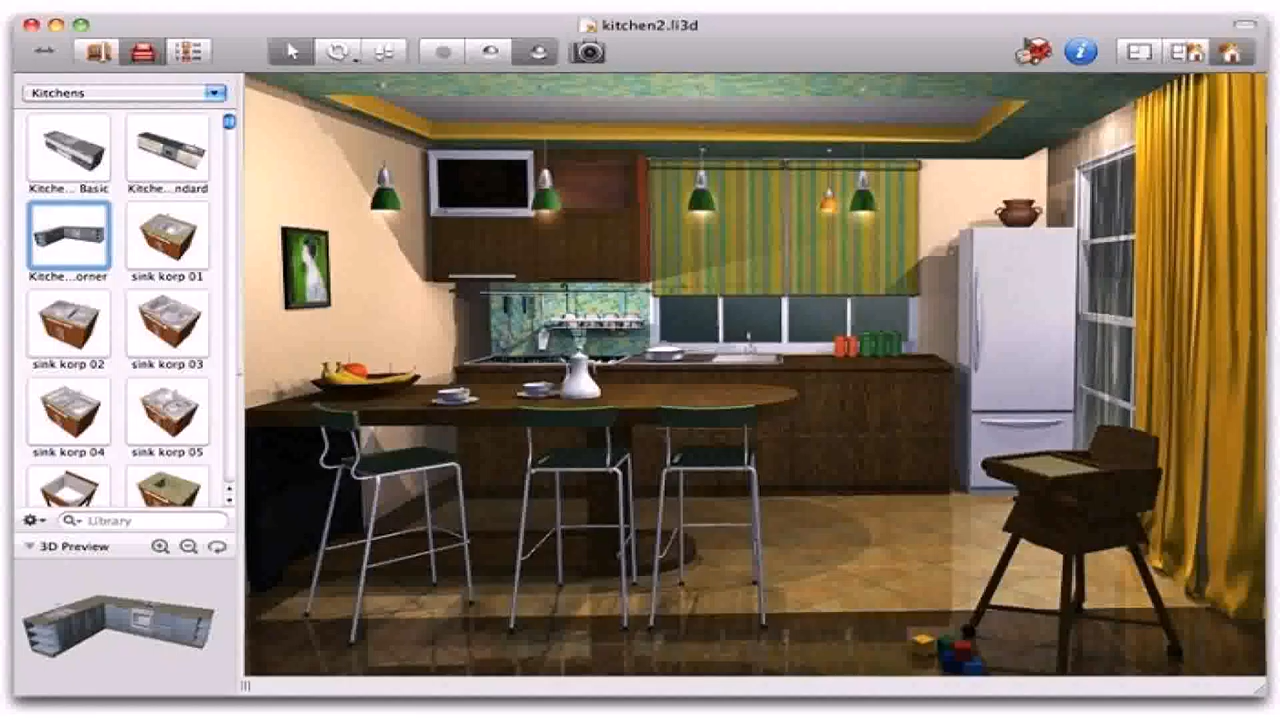 kitchen2.li3d
Kitchens
Kitche... Basic
Kitche...ndard
Kitche...orner
sink korp 01
sink korp 02
sink korp 03
sink korp 04
sink korp 05
Library
3D Preview